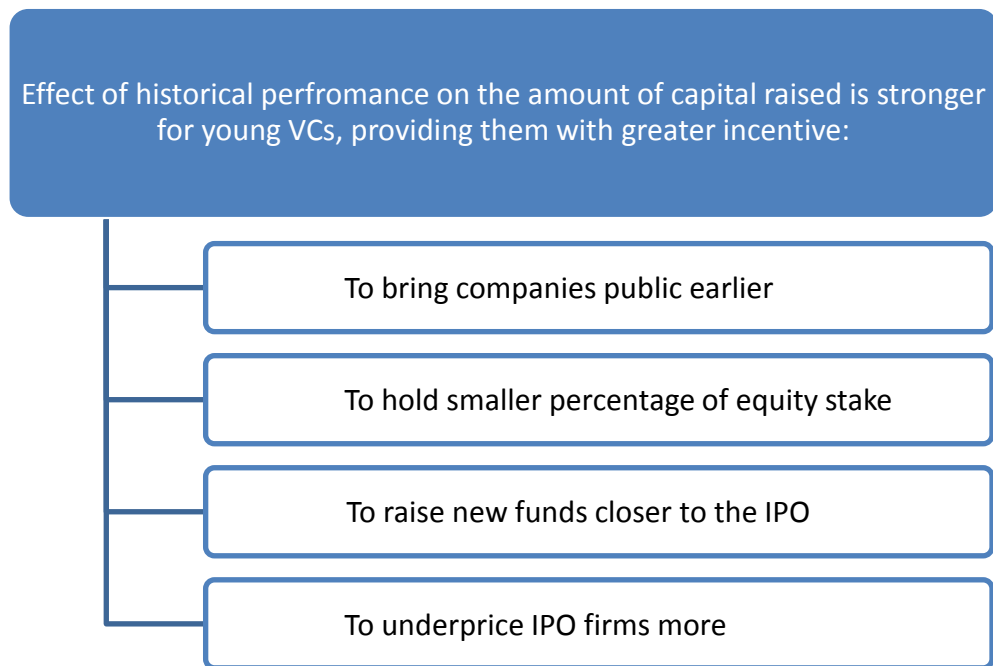 Effect of historical perfromance on the amount of capital raised is stronger
for young VCs, providing them with greater incentive:
To bring companies public earlier
To hold smaller percentage of equity stake
To raise new funds closer to the IPO
To underprice IPO firms more